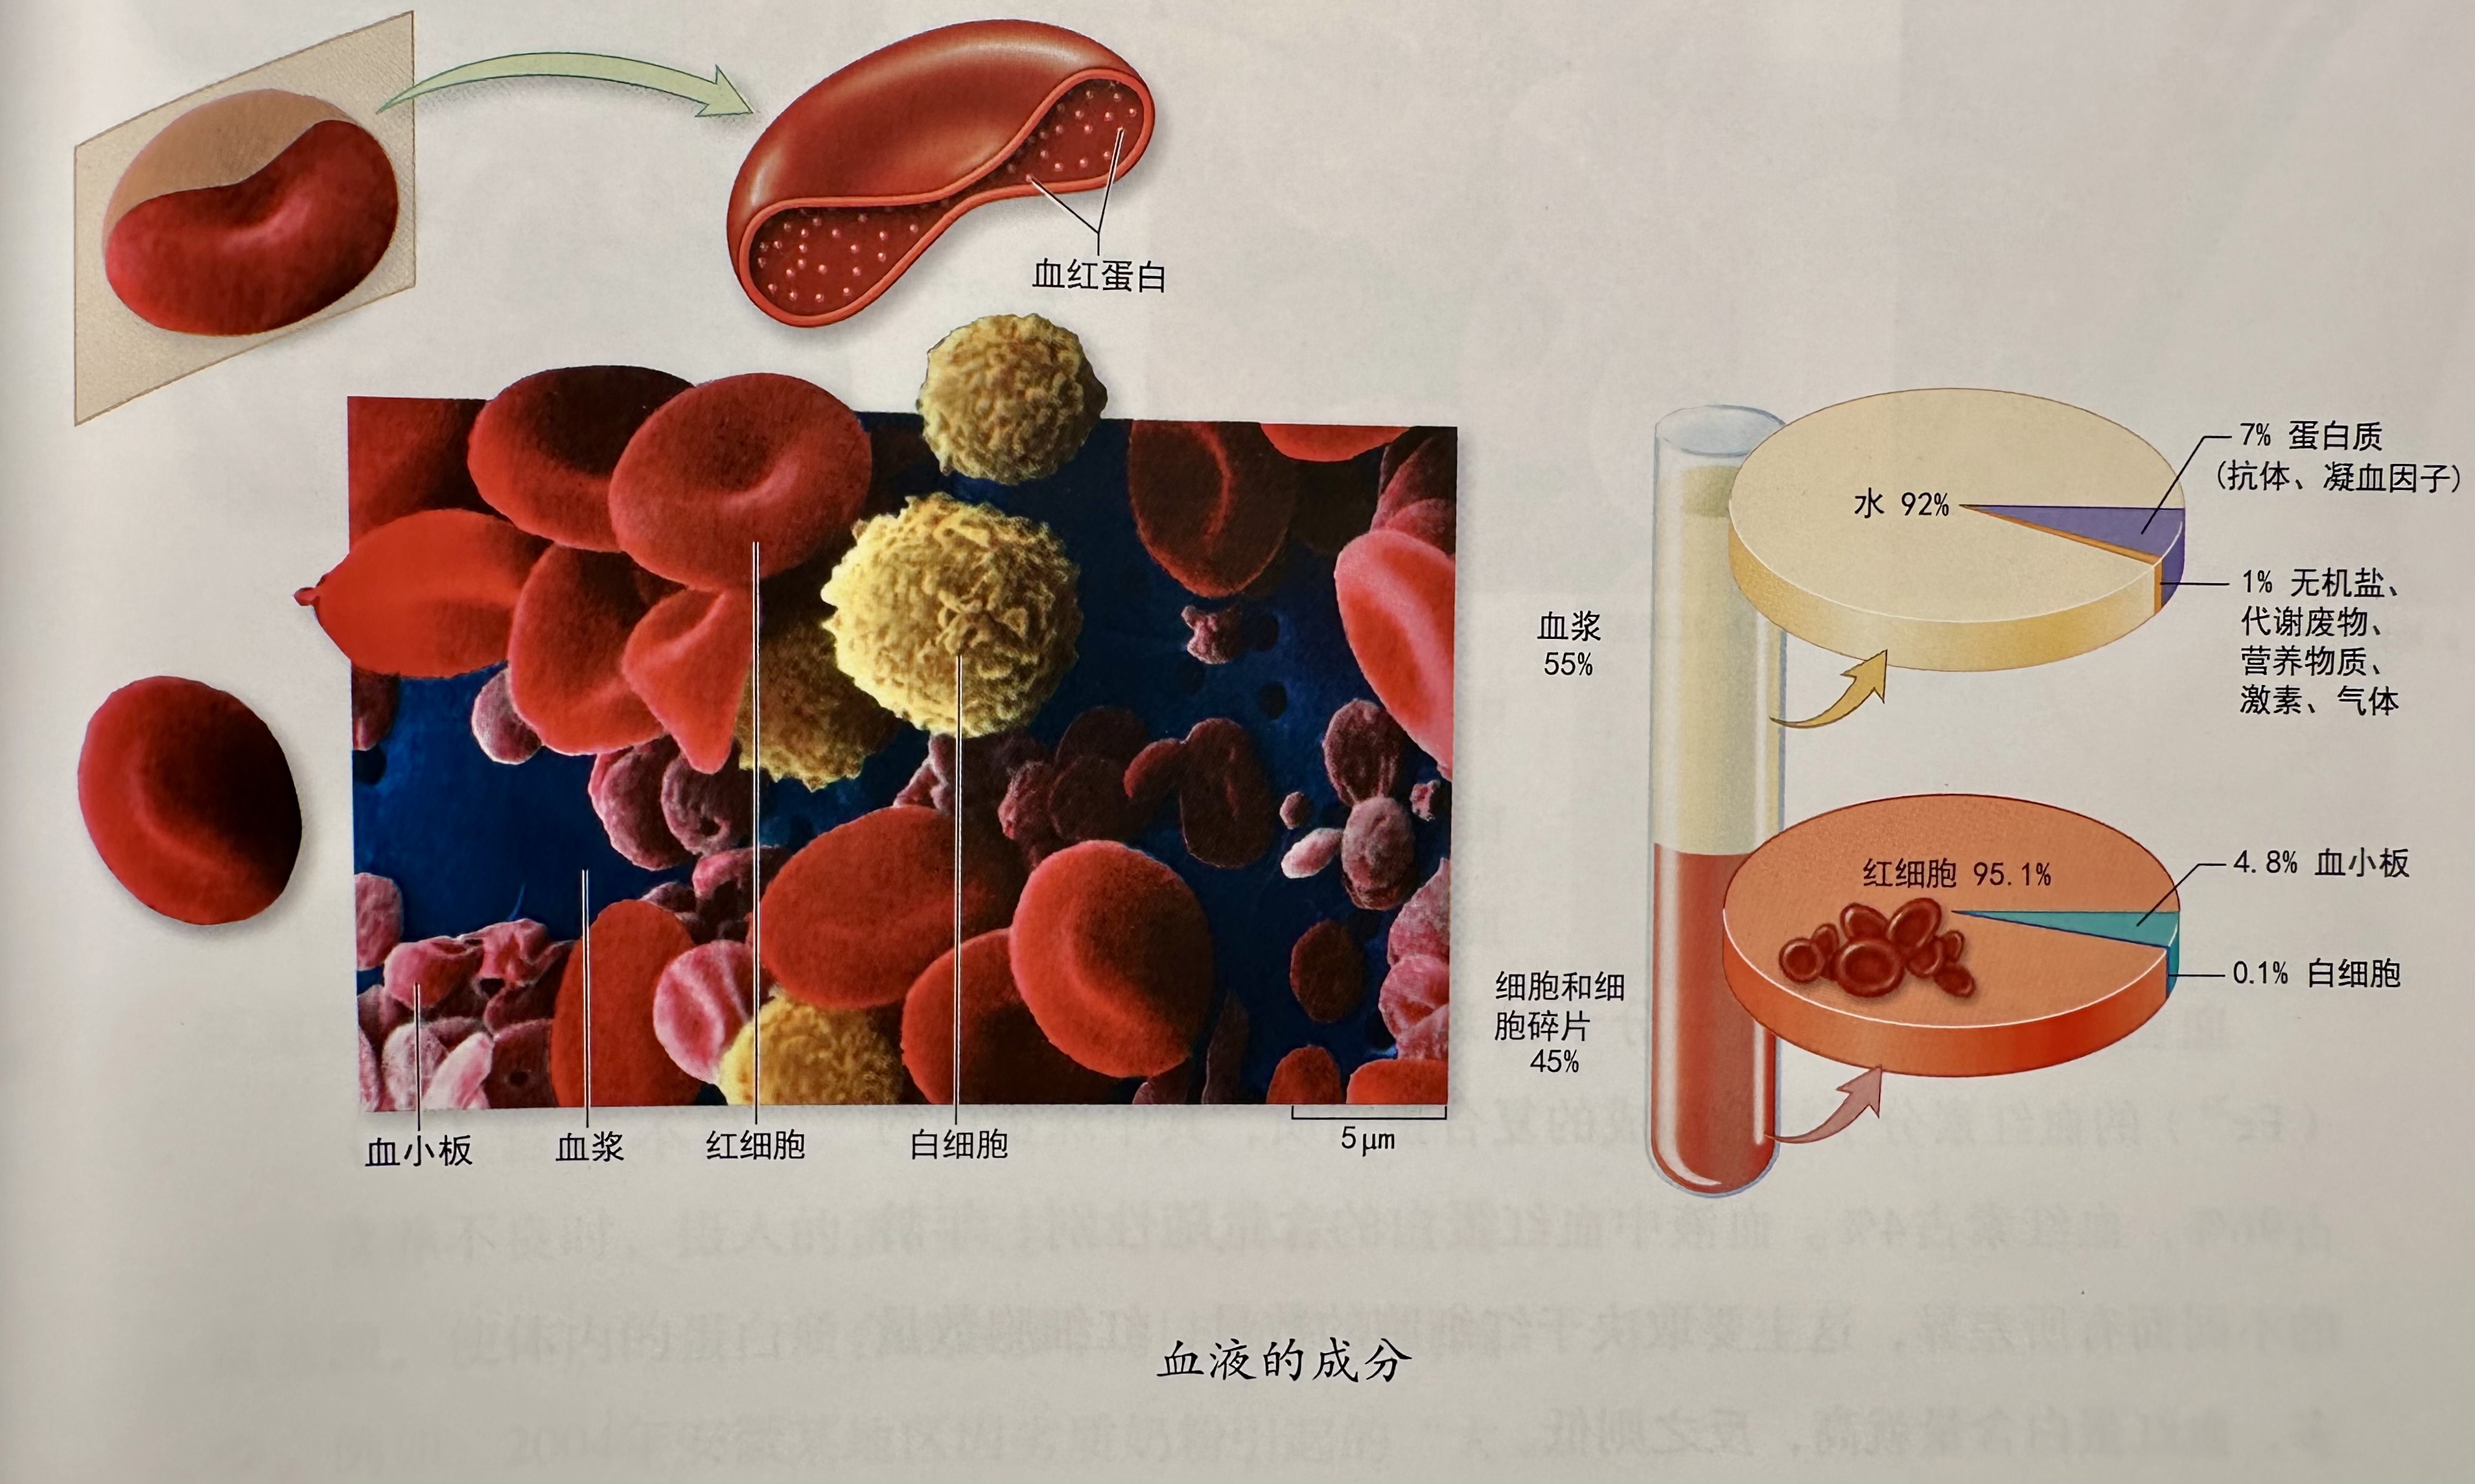 血红蛋白
7% 蛋白质
(抗体、凝血因子)
水 92%
1% 无机盐、
代谢废物、
营养物质、
激素、气体
血浆
55%
红细胞 95.1%
4.8% 血小板
0.1% 白细胞
细胞和细
胞碎片
45%
血小板
血浆
红细胞
白细胞
5μm
血液的成分